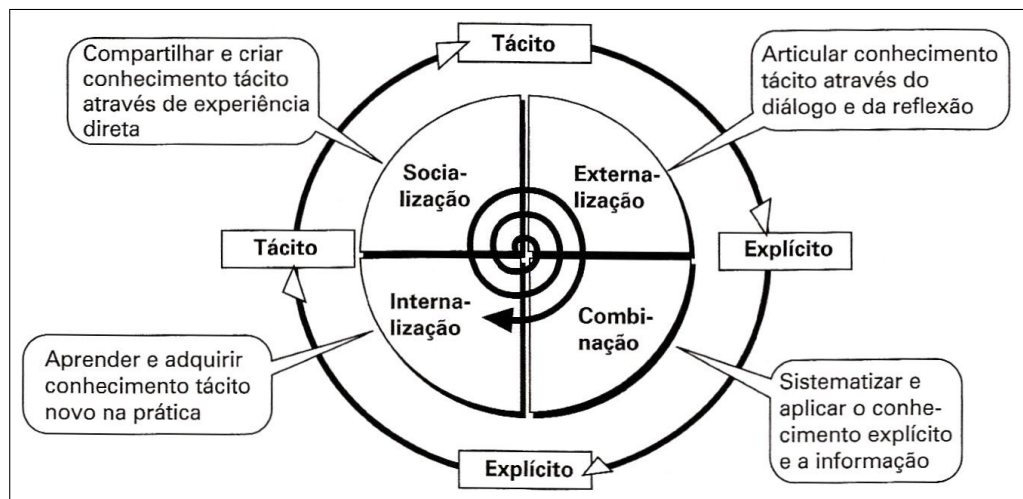 Tácito
Compartilhar e criar
conhecimento tácito
através de experiência
direta
Articular conhecimento
tácito através do
diálogo e da reflexão
Socia-
lização
Externa-
lização
Tácito
Explícito
Interna-
lização
Combi-
nação
Aprender e adquirir
conhecimento tácito
novo na prática
Sistematizar e
aplicar o conhe-
cimento explícito
e a informação
Explícito